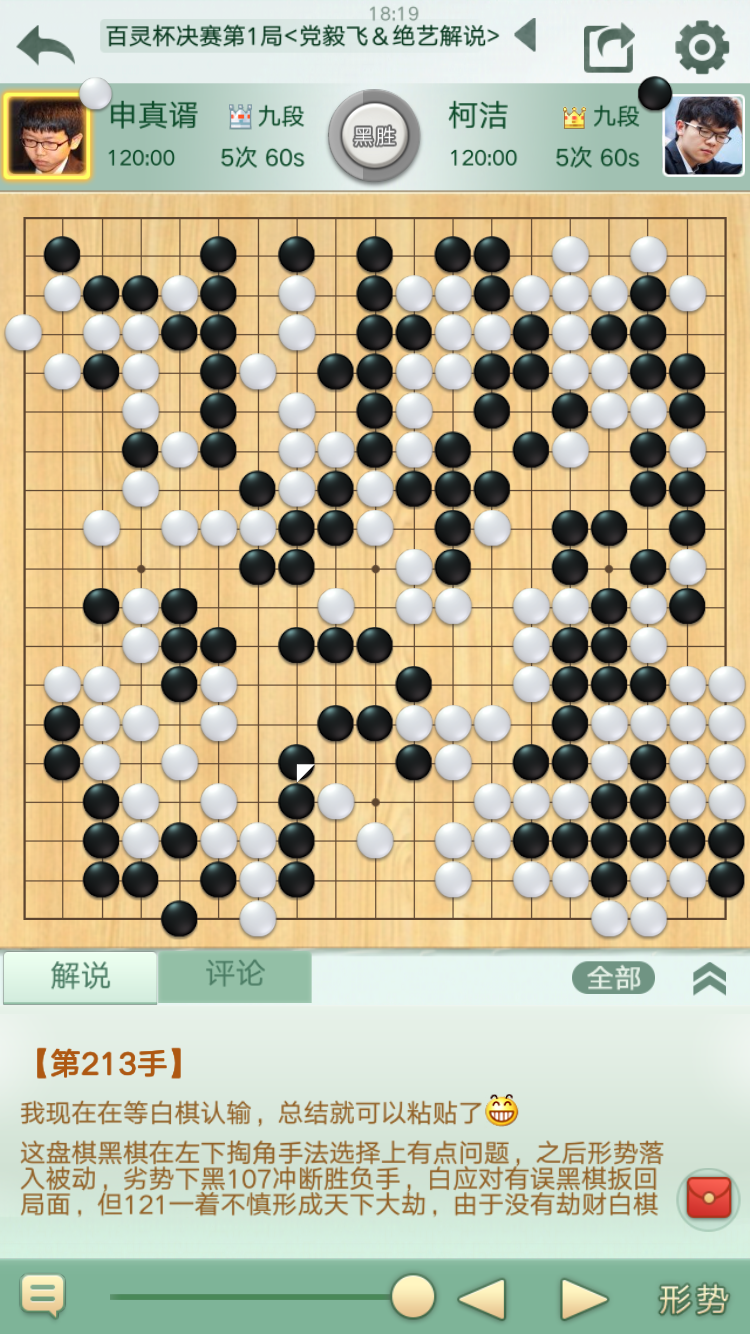 18:19
百灵杯决赛第1局<党毅飞&绝艺解说>
申真谞 九段
120:00 5次 60s
黑胜
柯洁 九段
120:00 5次 60s
解说 评论 全部
【第213手】
我现在在等白棋认输，总结就可以粘贴了
这盘棋黑棋在左下掏角手法选择上有点问题，之后形势落
入被动，劣势下黑107冲断胜负手，白应对有误黑棋扳回
局面，但121一着不慎形成天下大劫，由于没有劫财白棋
形势